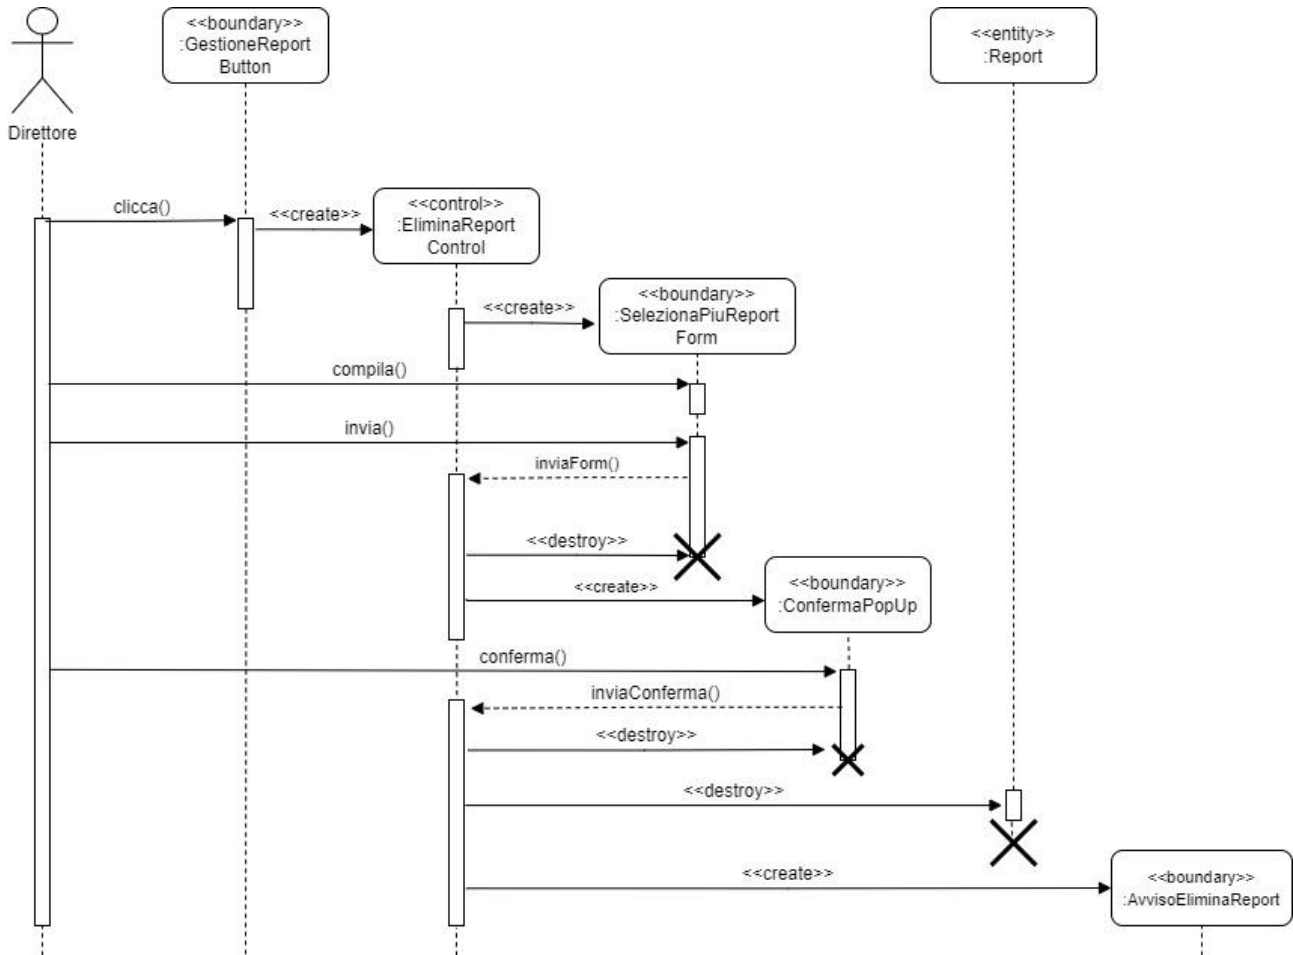 <<boundary>>
:GestioneReport
Button
<<entity>>
:Report
Direttore
clicca()
<<create>>
<<control>>
:EliminaReport
Control
<<create>>
<<boundary>>
:SelezionaPiuReport
Form
compila()
invia()
inviaForm()
<<destroy>>
<<create>>
<<boundary>>
:ConfermaPopUp
conferma()
inviaConferma()
<<destroy>>
<<destroy>>
<<create>>
<<boundary>>
:AvvisoEliminaReport